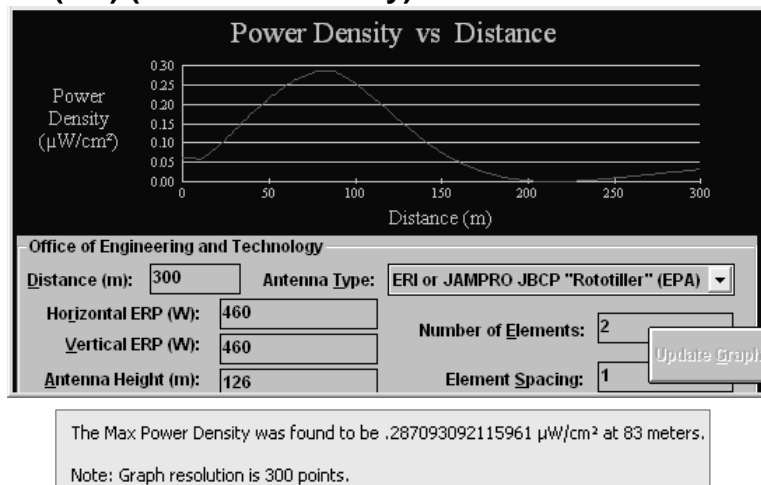 Power Density vs Distance
Power
Density
(µW/cm²)
0.30
0.25
0.20
0.15
0.10
0.05
0.00
0 50 100 150 200 250 300
Distance (m)
Office of Engineering and Technology
Distance (m): 300 Antenna Type: ERI or JAMPRO JBCP "Rototiller" (EPA)
Horizontal ERP (W): 460
Number of Elements: 2
Vertical ERP (W): 460
Update Graph
Antenna Height (m): 126 Element Spacing: 1
The Max Power Density was found to be .287093092115961 µW/cm² at 83 meters.
Note: Graph resolution is 300 points.